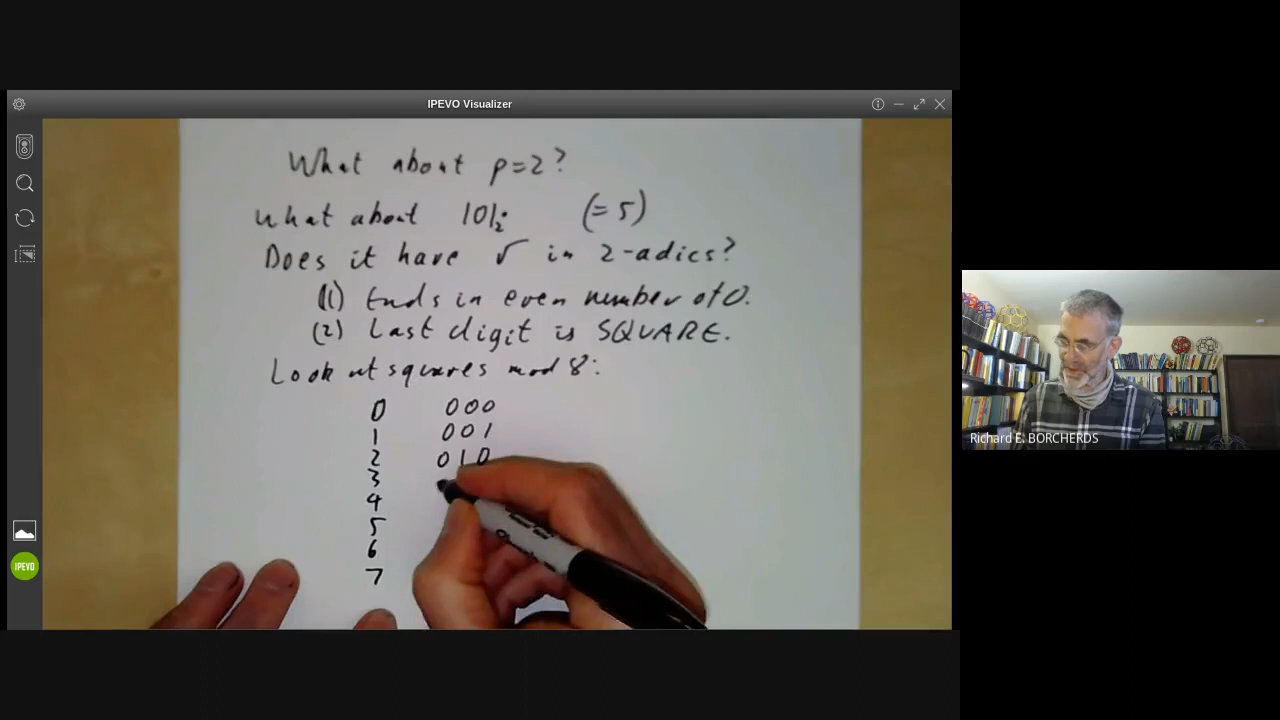 IPEVO Visualizer
What about p=2?
What about 101;₂ (=5)
Does it have √ in 2-adics?
(1) Ends in even number of 0.
(2) Last digit is SQUARE.
Look at squares mod 8:
0 000
1 001
2 010
3
4
5
6
7
IPEVO
Richard E. BORCHERDS